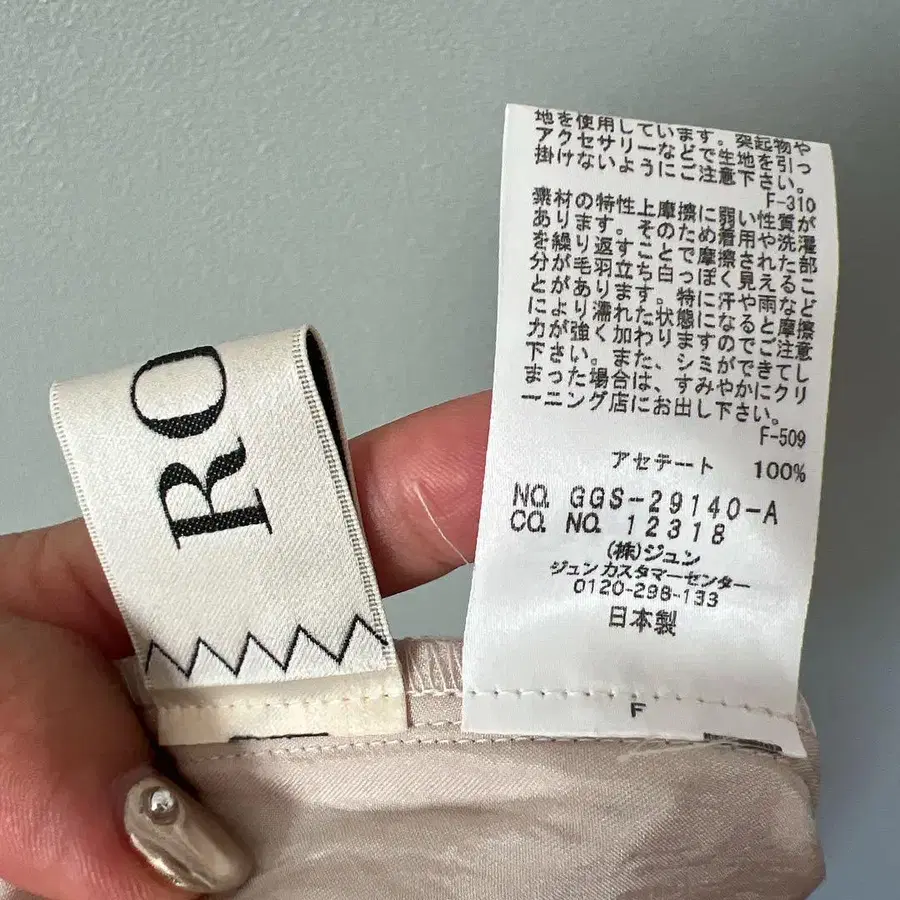 RO
地を使用しています。突起物や
アクセサリーなどで生地を引っ
掛けないようにご注意下さい。
F-310
素材の特性上摩擦に弱い性質が
あります。そのため着用や洗濯
を繰り返すことで摩擦された部
分が毛羽立ち白っぽく見えるこ
とがあります。特に汗や雨など
により濡れた状態になると摩擦
力が強く加わりますのでご注意
下さい。また、シミができてし
まった場合は、すみやかにクリ
ーニング店にお出し下さい。
F-509
アセテート 100%
NO. GGS-29140-A
CO. NO. 12318
(株)ジュン
ジュンカスタマーセンター
0120-298-133
日本製
F